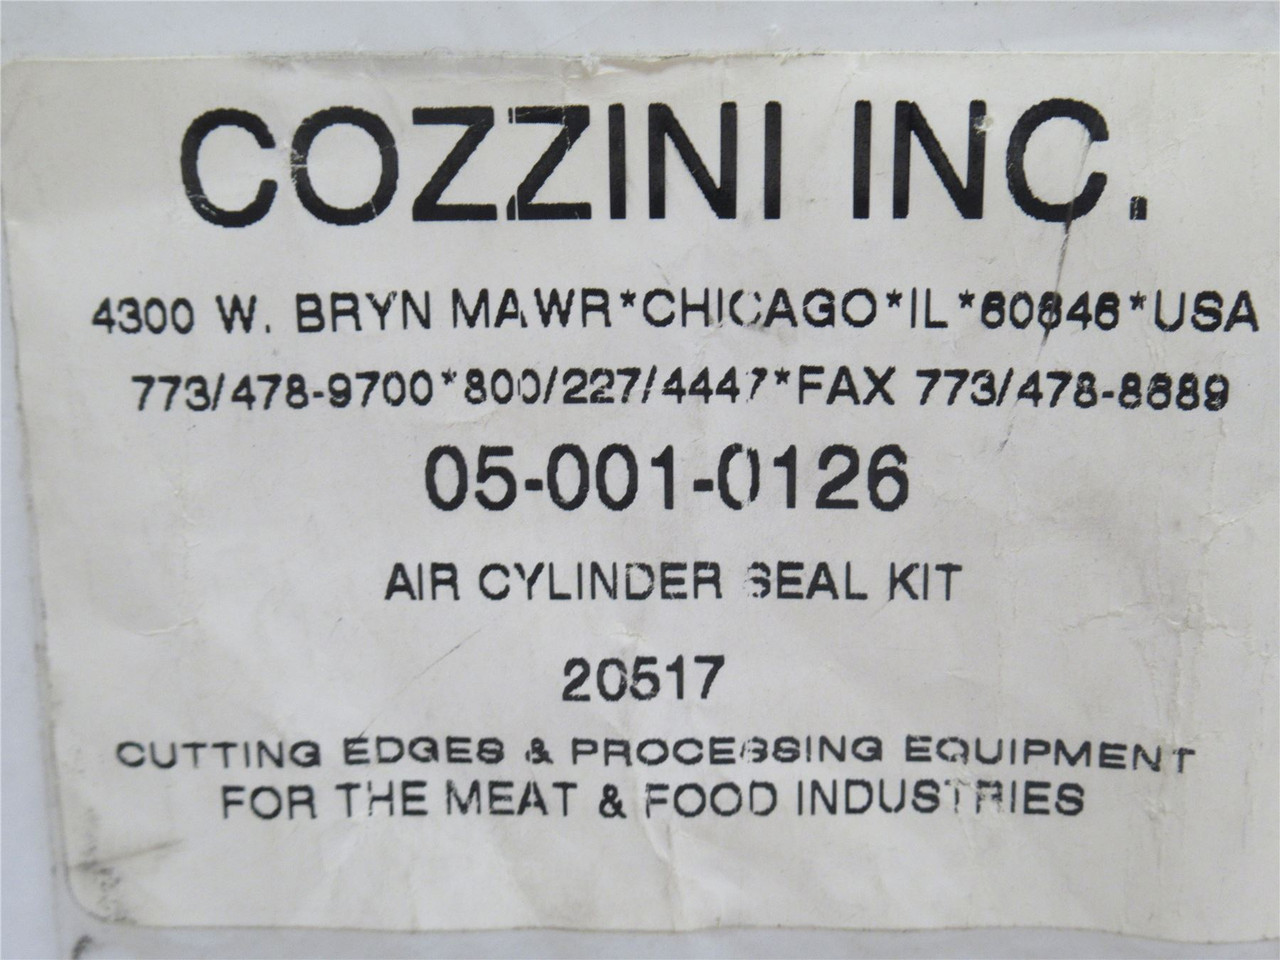 COZZINI INC.
4300 W. BRYN MAWR*CHICAGO*IL*60646*USA
773/478-9700*800/227/4447*FAX 773/478-8689
05-001-0126
AIR CYLINDER SEAL KIT
20517
CUTTING EDGES & PROCESSING EQUIPMENT
FOR THE MEAT & FOOD INDUSTRIES